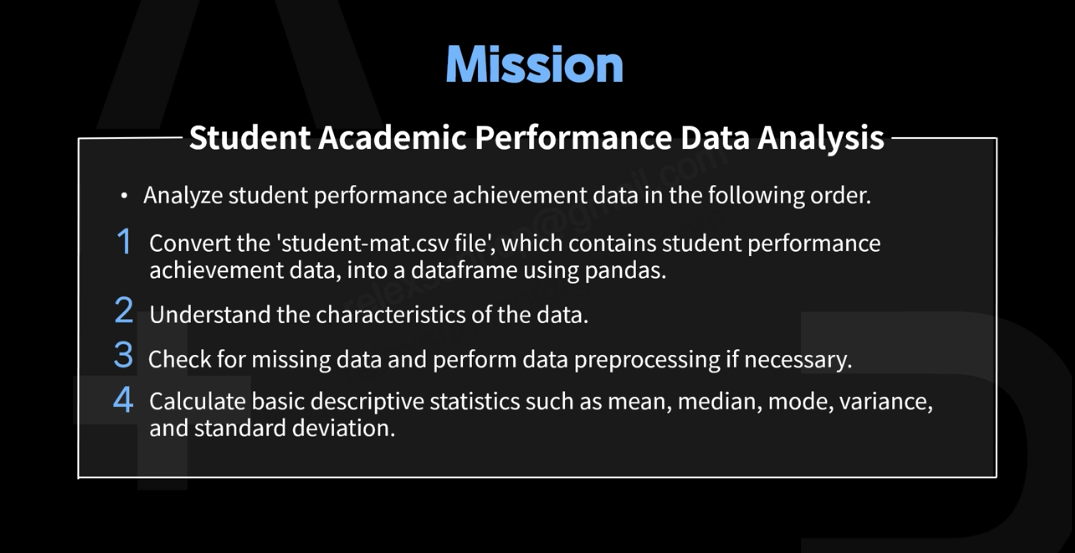 Mission
Student Academic Performance Data Analysis
• Analyze student performance achievement data in the following order.
1 Convert the 'student-mat.csv file', which contains student performance
achievement data, into a dataframe using pandas.
2 Understand the characteristics of the data.
3 Check for missing data and perform data preprocessing if necessary.
4 Calculate basic descriptive statistics such as mean, median, mode, variance,
and standard deviation.